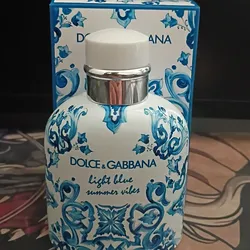 DOLCE & GABBANA
DOLCE & GABBANA
light blue
summer vibes